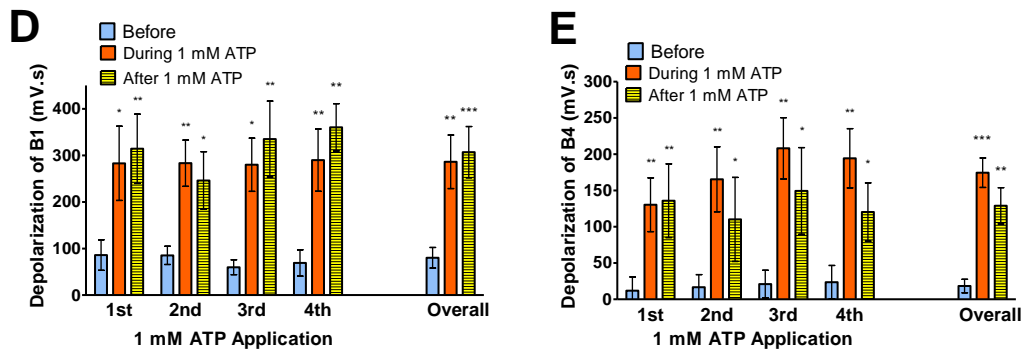 D
Before
During 1 mM ATP
After 1 mM ATP
Depolarization of B1 (mV.s)
400
300
200
100
0
* ** ** * * ** ** ** ** ***
1st 2nd 3rd 4th Overall
1 mM ATP Application
E
Before
During 1 mM ATP
After 1 mM ATP
Depolarization of B4 (mV.s)
300
250
200
150
100
50
0
** ** ** * ** * ** * *** **
1st 2nd 3rd 4th Overall
1 mM ATP Application